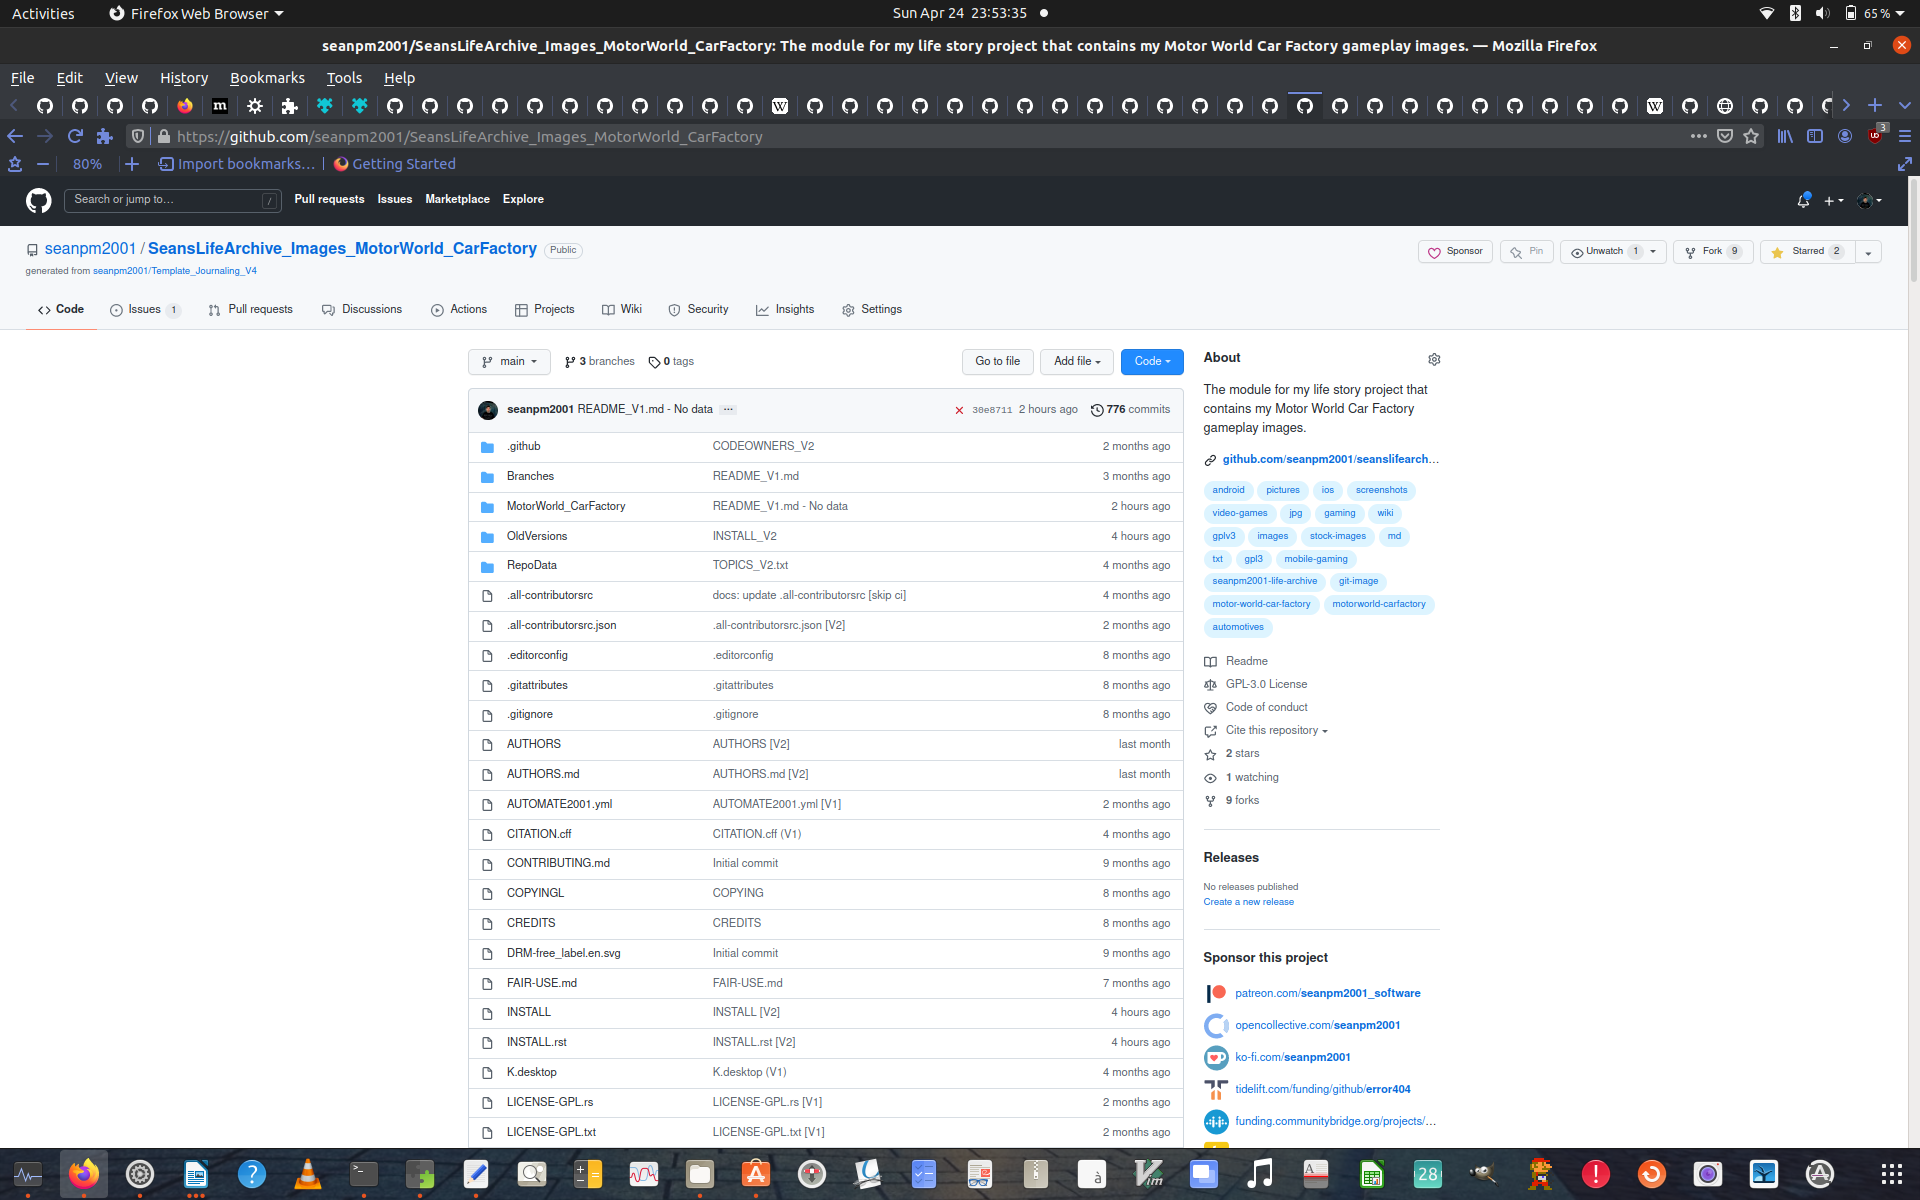 Activities
Firefox Web Browser
Sun Apr 24 23:53:35
65 %
seanpm2001/SeansLifeArchive_Images_MotorWorld_CarFactory: The module for my life story project that contains my Motor World Car Factory gameplay images. — Mozilla Firefox
File Edit View History Bookmarks Tools Help
https://github.com/seanpm2001/SeansLifeArchive_Images_MotorWorld_CarFactory
3
80%
Import bookmarks...
Getting Started
Search or jump to...
/
Pull requests Issues Marketplace Explore
seanpm2001 / SeansLifeArchive_Images_MotorWorld_CarFactory Public
generated from seanpm2001/Template_Journaling_V4
Sponsor Pin Unwatch 1 Fork 9 Starred 2
Code Issues 1 Pull requests Discussions Actions Projects Wiki Security Insights Settings
main 3 branches 0 tags Go to file Add file Code
seanpm2001 README_V1.md - No data ... 30e8711 2 hours ago 776 commits
.github CODEOWNERS_V2 2 months ago
Branches README_V1.md 3 months ago
MotorWorld_CarFactory README_V1.md - No data 2 hours ago
OldVersions INSTALL_V2 4 hours ago
RepoData TOPICS_V2.txt 4 months ago
.all-contributorsrc docs: update .all-contributorsrc [skip ci] 4 months ago
.all-contributorsrc.json .all-contributorsrc.json [V2] 2 months ago
.editorconfig .editorconfig 8 months ago
.gitattributes .gitattributes 8 months ago
.gitignore .gitignore 8 months ago
AUTHORS AUTHORS [V2] last month
AUTHORS.md AUTHORS.md [V2] last month
AUTOMATE2001.yml AUTOMATE2001.yml [V1] 2 months ago
CITATION.cff CITATION.cff (V1) 4 months ago
CONTRIBUTING.md Initial commit 9 months ago
COPYINGL COPYING 8 months ago
CREDITS CREDITS 8 months ago
DRM-free_label.en.svg Initial commit 9 months ago
FAIR-USE.md FAIR-USE.md 7 months ago
INSTALL INSTALL [V2] 4 hours ago
INSTALL.rst INSTALL.rst [V2] 4 hours ago
K.desktop K.desktop (V1) 4 months ago
LICENSE-GPL.rs LICENSE-GPL.rs [V1] 2 months ago
LICENSE-GPL.txt LICENSE-GPL.txt [V1] 2 months ago
About
The module for my life story project that
contains my Motor World Car Factory
gameplay images.
github.com/seanpm2001/seanslifearch...
android pictures ios screenshots
video-games jpg gaming wiki
gplv3 images stock-images md
txt gpl3 mobile-gaming
seanpm2001-life-archive git-image
motor-world-car-factory motorworld-carfactory
automotives
Readme
GPL-3.0 License
Code of conduct
Cite this repository
2 stars
1 watching
9 forks
Releases
No releases published
Create a new release
Sponsor this project
patreon.com/seanpm2001_software
opencollective.com/seanpm2001
ko-fi.com/seanpm2001
tidelift.com/funding/github/error404
funding.communitybridge.org/projects/...
28